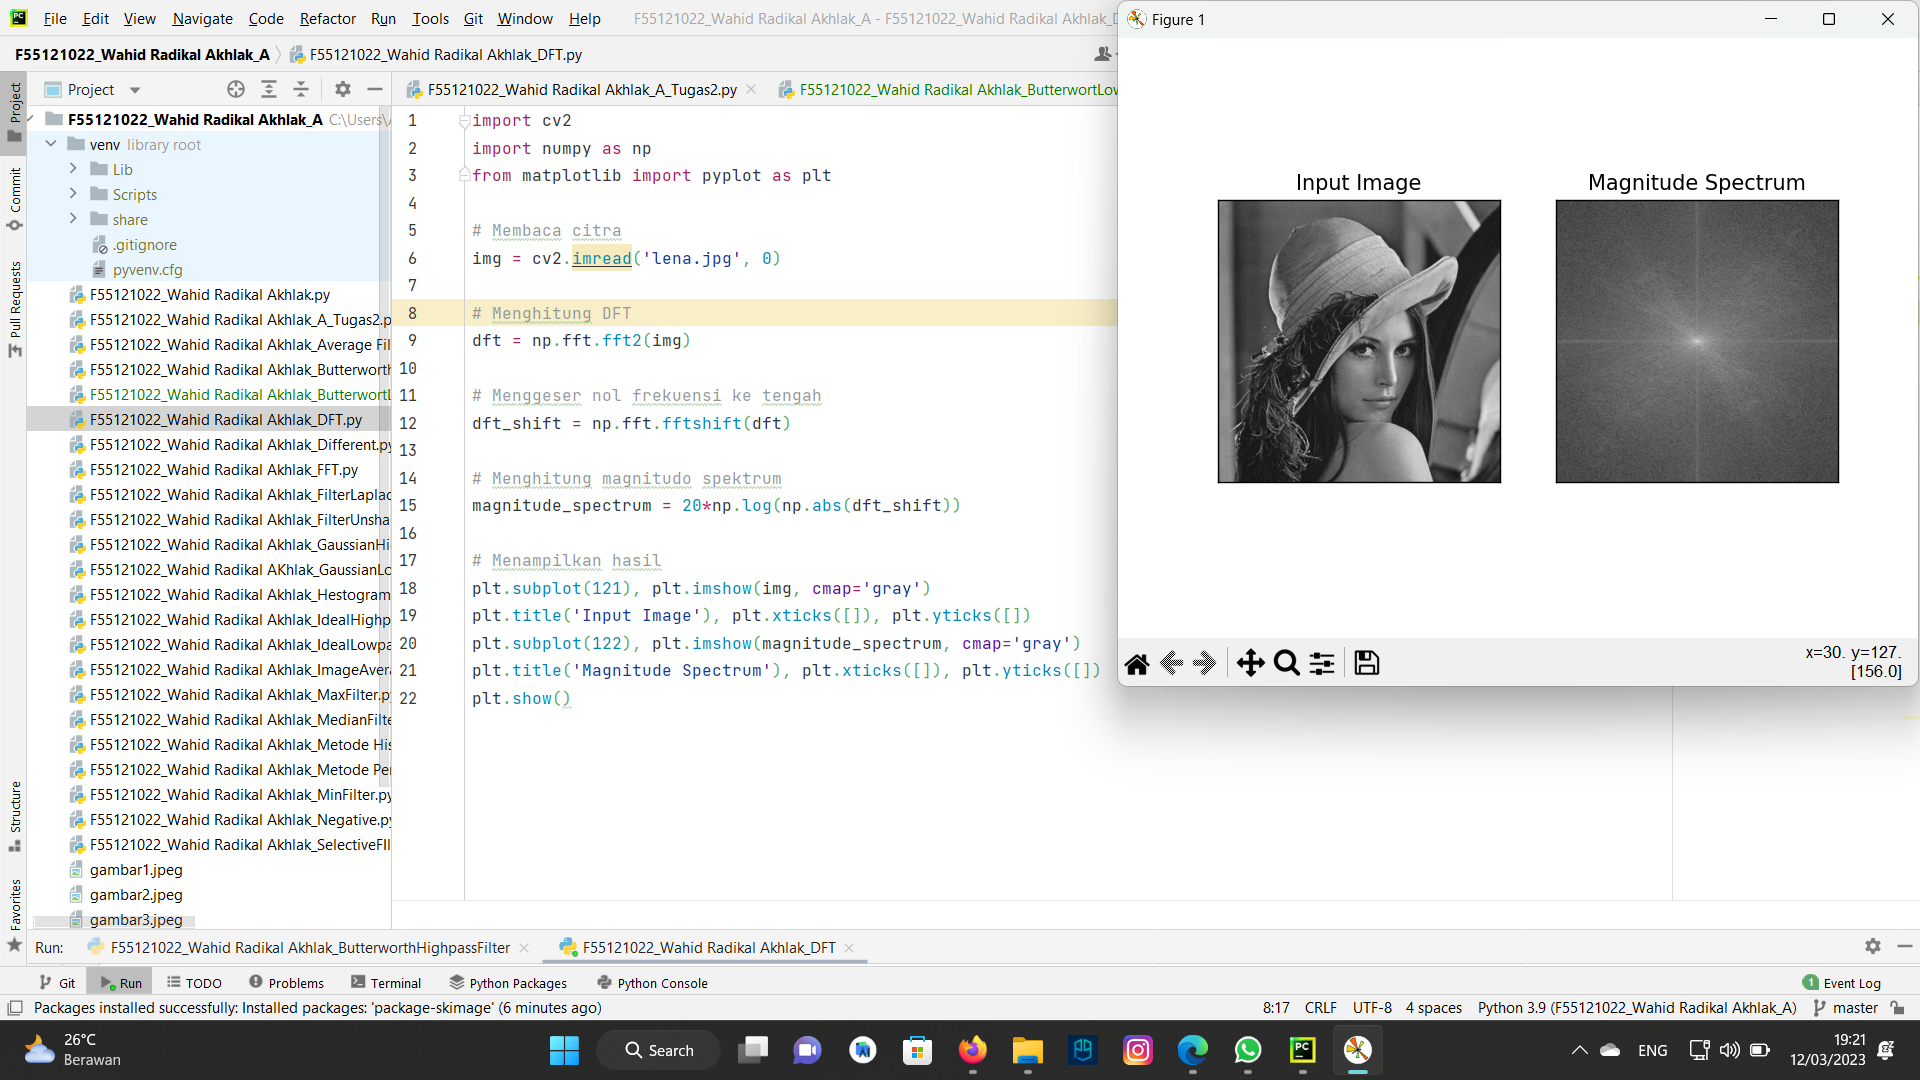 File Edit View Navigate Code Refactor Run Tools Git Window Help F55121022_Wahid Radikal Akhlak_A - F55121022_Wahid Radikal Akhlak_D
F55121022_Wahid Radikal Akhlak_A F55121022_Wahid Radikal Akhlak_DFT.py
Project
F55121022_Wahid Radikal Akhlak_A_Tugas2.py
F55121022_Wahid Radikal Akhlak_ButterwortLow
Project
Commit
Pull Requests
Structure
Favorites
F55121022_Wahid Radikal Akhlak_A C:\Users\
venv library root
Lib
Scripts
share
.gitignore
pyvenv.cfg
F55121022_Wahid Radikal Akhlak.py
F55121022_Wahid Radikal Akhlak_A_Tugas2.p
F55121022_Wahid Radikal Akhlak_Average Fil
F55121022_Wahid Radikal Akhlak_Butterworth
F55121022_Wahid Radikal Akhlak_ButterwortL
F55121022_Wahid Radikal Akhlak_DFT.py
F55121022_Wahid Radikal Akhlak_Different.py
F55121022_Wahid Radikal Akhlak_FFT.py
F55121022_Wahid Radikal Akhlak_FilterLaplac
F55121022_Wahid Radikal Akhlak_FilterUnsha
F55121022_Wahid Radikal Akhlak_GaussianHi
F55121022_Wahid Radikal AKhlak_GaussianLo
F55121022_Wahid Radikal Akhlak_Hestogram
F55121022_Wahid Radikal Akhlak_IdealHighp
F55121022_Wahid Radikal Akhlak_IdealLowpa
F55121022_Wahid Radikal Akhlak_ImageAvera
F55121022_Wahid Radikal Akhlak_MaxFilter.py
F55121022_Wahid Radikal Akhlak_MedianFilte
F55121022_Wahid Radikal Akhlak_Metode His
F55121022_Wahid Radikal Akhlak_Metode Pe
F55121022_Wahid Radikal Akhlak_MinFilter.py
F55121022_Wahid Radikal Akhlak_Negative.py
F55121022_Wahid Radikal Akhlak_SelectiveFIl
gambar1.jpeg
gambar2.jpeg
gambar3.jpeg
1 import cv2
2 import numpy as np
3 from matplotlib import pyplot as plt
4
5 # Membaca citra
6 img = cv2.imread('lena.jpg', 0)
7
8 # Menghitung DFT
9 dft = np.fft.fft2(img)
10
11 # Menggeser nol frekuensi ke tengah
12 dft_shift = np.fft.fftshift(dft)
13
14 # Menghitung magnitudo spektrum
15 magnitude_spectrum = 20*np.log(np.abs(dft_shift))
16
17 # Menampilkan hasil
18 plt.subplot(121), plt.imshow(img, cmap='gray')
19 plt.title('Input Image'), plt.xticks([]), plt.yticks([])
20 plt.subplot(122), plt.imshow(magnitude_spectrum, cmap='gray')
21 plt.title('Magnitude Spectrum'), plt.xticks([]), plt.yticks([])
22 plt.show()
Figure 1
Input Image
Magnitude Spectrum
x=30. y=127.
[156.0]
Run: F55121022_Wahid Radikal Akhlak_ButterworthHighpassFilter F55121022_Wahid Radikal Akhlak_DFT
Git Run TODO Problems Terminal Python Packages Python Console 1 Event Log
Packages installed successfully: Installed packages: 'package-skimage' (6 minutes ago) 8:17 CRLF UTF-8 4 spaces Python 3.9 (F55121022_Wahid Radikal Akhlak_A) master
26°C
Berawan
Search
ENG
19:21
12/03/2023